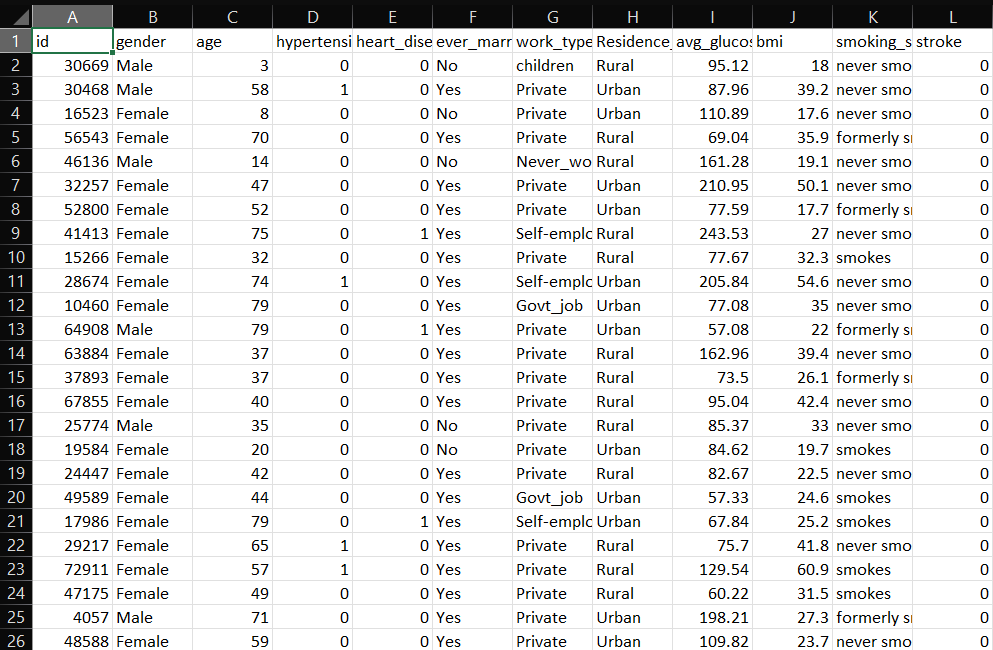 A B C D E F G H I J K L
1 id gender age hypertensi heart_dise ever_marr work_type Residence_ avg_glucos bmi smoking_s stroke
2 30669 Male 3 0 0 No children Rural 95.12 18 never smo 0
3 30468 Male 58 1 0 Yes Private Urban 87.96 39.2 never smo 0
4 16523 Female 8 0 0 No Private Urban 110.89 17.6 never smo 0
5 56543 Female 70 0 0 Yes Private Rural 69.04 35.9 formerly s 0
6 46136 Male 14 0 0 No Never_wo Rural 161.28 19.1 never smo 0
7 32257 Female 47 0 0 Yes Private Urban 210.95 50.1 never smo 0
8 52800 Female 52 0 0 Yes Private Urban 77.59 17.7 formerly s 0
9 41413 Female 75 0 1 Yes Self-emplo Rural 243.53 27 never smo 0
10 15266 Female 32 0 0 Yes Private Rural 77.67 32.3 smokes 0
11 28674 Female 74 1 0 Yes Self-emplo Urban 205.84 54.6 never smo 0
12 10460 Female 79 0 0 Yes Govt_job Urban 77.08 35 never smo 0
13 64908 Male 79 0 1 Yes Private Urban 57.08 22 formerly s 0
14 63884 Female 37 0 0 Yes Private Rural 162.96 39.4 never smo 0
15 37893 Female 37 0 0 Yes Private Rural 73.5 26.1 formerly s 0
16 67855 Female 40 0 0 Yes Private Rural 95.04 42.4 never smo 0
17 25774 Male 35 0 0 No Private Rural 85.37 33 never smo 0
18 19584 Female 20 0 0 No Private Urban 84.62 19.7 smokes 0
19 24447 Female 42 0 0 Yes Private Rural 82.67 22.5 never smo 0
20 49589 Female 44 0 0 Yes Govt_job Urban 57.33 24.6 smokes 0
21 17986 Female 79 0 1 Yes Self-emplo Urban 67.84 25.2 smokes 0
22 29217 Female 65 1 0 Yes Private Rural 75.7 41.8 never smo 0
23 72911 Female 57 1 0 Yes Private Rural 129.54 60.9 smokes 0
24 47175 Female 49 0 0 Yes Private Rural 60.22 31.5 smokes 0
25 4057 Male 71 0 0 Yes Private Urban 198.21 27.3 formerly s 0
26 48588 Female 59 0 0 Yes Private Urban 109.82 23.7 never smo 0